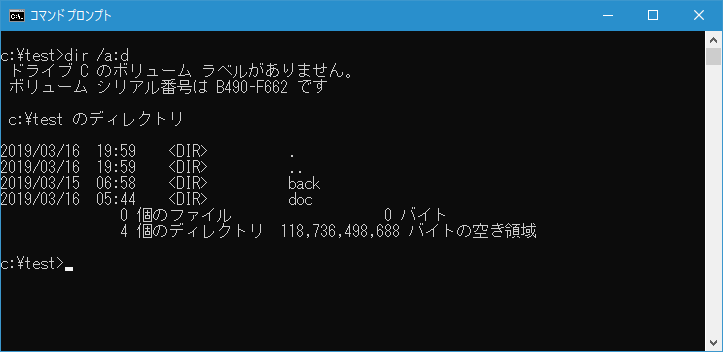 コマンドプロンプト
c:¥test>dir /a:d
ドライブ C のボリューム ラベルがありません。
ボリューム シリアル番号は B490-F662 です
c:¥test のディレクトリ
2019/03/16  19:59    <DIR>          .
2019/03/16  19:59    <DIR>          ..
2019/03/15  06:58    <DIR>          back
2019/03/16  05:44    <DIR>          doc
0 個のファイル                   0 バイト
4 個のディレクトリ  118,736,498,688 バイトの空き領域
c:¥test>